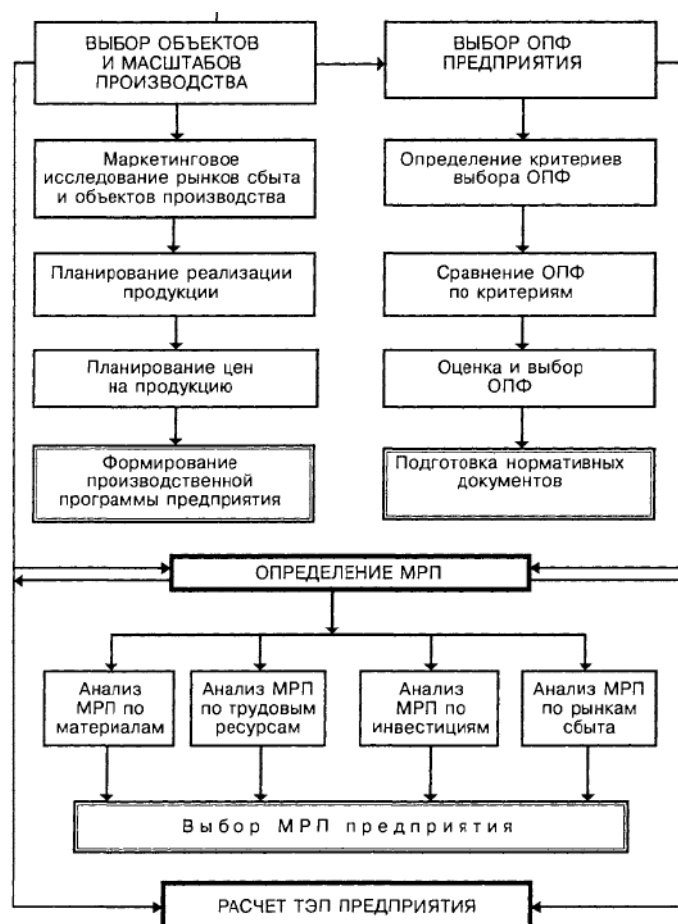 ВЫБОР ОБЪЕКТОВ
И МАСШТАБОВ
ПРОИЗВОДСТВА
ВЫБОР ОПФ
ПРЕДПРИЯТИЯ
Маркетинговое
исследование рынков сбыта
и объектов производства
Определение критериев
выбора ОПФ
Планирование реализации
продукции
Сравнение ОПФ
по критериям
Планирование цен
на продукцию
Оценка и выбор
ОПФ
Формирование
производственной
программы предприятия
Подготовка нормативных
документов
ОПРЕДЕЛЕНИЕ МРП
Анализ
МРП по
материалам
Анализ МРП
по трудовым
ресурсам
Анализ
МРП по
инвестициям
Анализ МРП
по рынкам
сбыта
Выбор МРП предприятия
РАСЧЕТ ТЭП ПРЕДПРИЯТИЯ